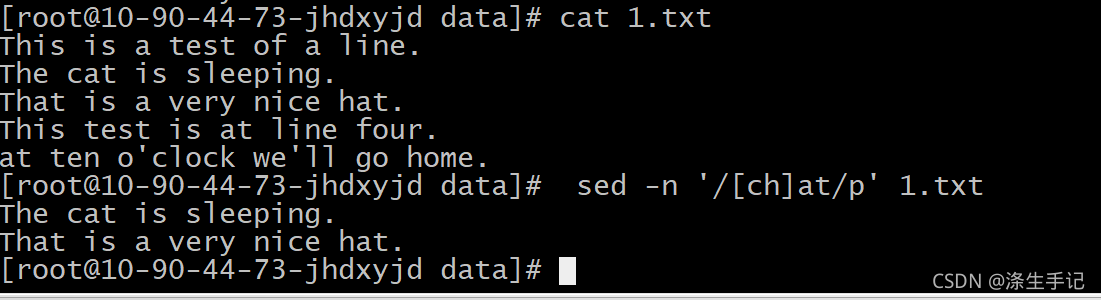 [root@10-90-44-73-jhdxyjd data]# cat 1.txt
This is a test of a line.
The cat is sleeping.
That is a very nice hat.
This test is at line four.
at ten o'clock we'll go home.
[root@10-90-44-73-jhdxyjd data]#  sed -n '/[ch]at/p' 1.txt
The cat is sleeping.
That is a very nice hat.
[root@10-90-44-73-jhdxyjd data]#
CSDN @涤生手记